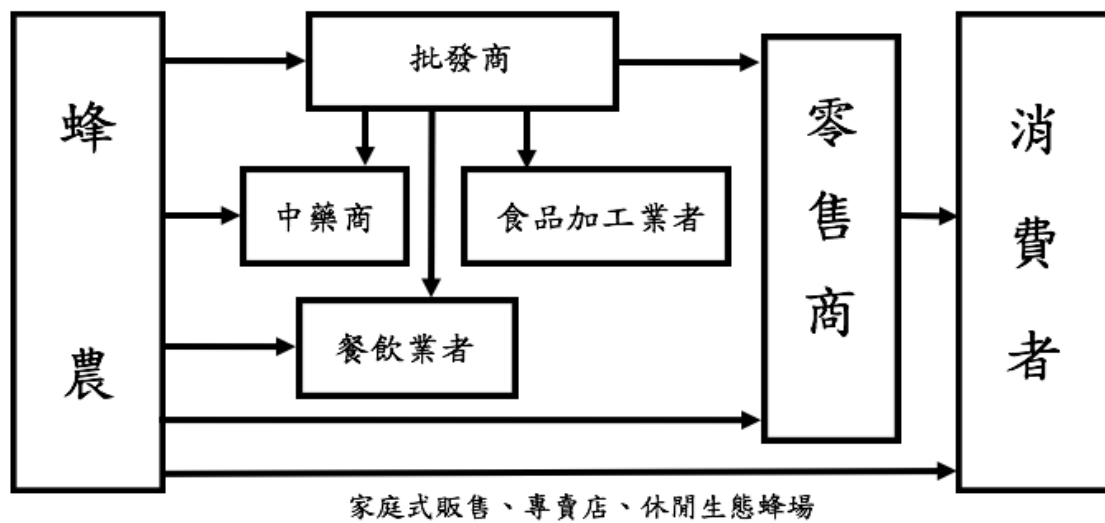 蜂農
批發商
中藥商
食品加工業者
餐飲業者
零售商
消費者
家庭式販售、專賣店、休閒生態蜂場